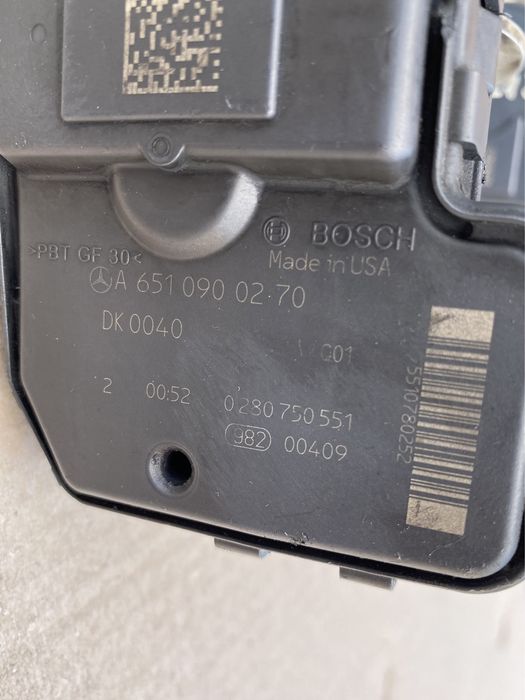 BOSCH
>PBT GF 30<
Made in USA
A 651 090 02·70
DK 0040
Q01
2 00:52 0 280 750 551
982 00409
5510780252